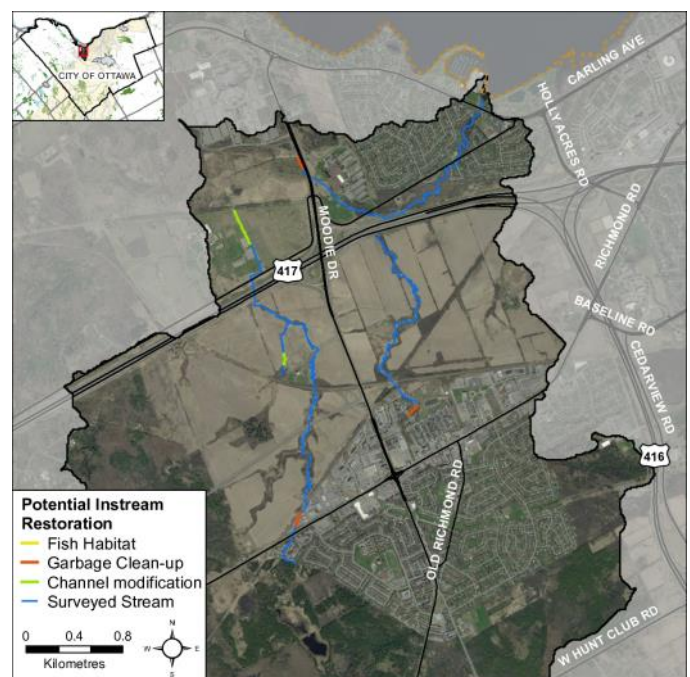 CITY OF OTTAWA
CARLING AVE
HOLLY ACRES RD
RICHMOND RD
MOODIE DR
417
BASELINE RD
CEDARVIEW RD
416
OLD RICHMOND RD
W HUNT CLUB RD
Potential Instream
Restoration
Fish Habitat
Garbage Clean-up
Channel modification
Surveyed Stream
0 0.4 0.8
Kilometres
N
W E
S